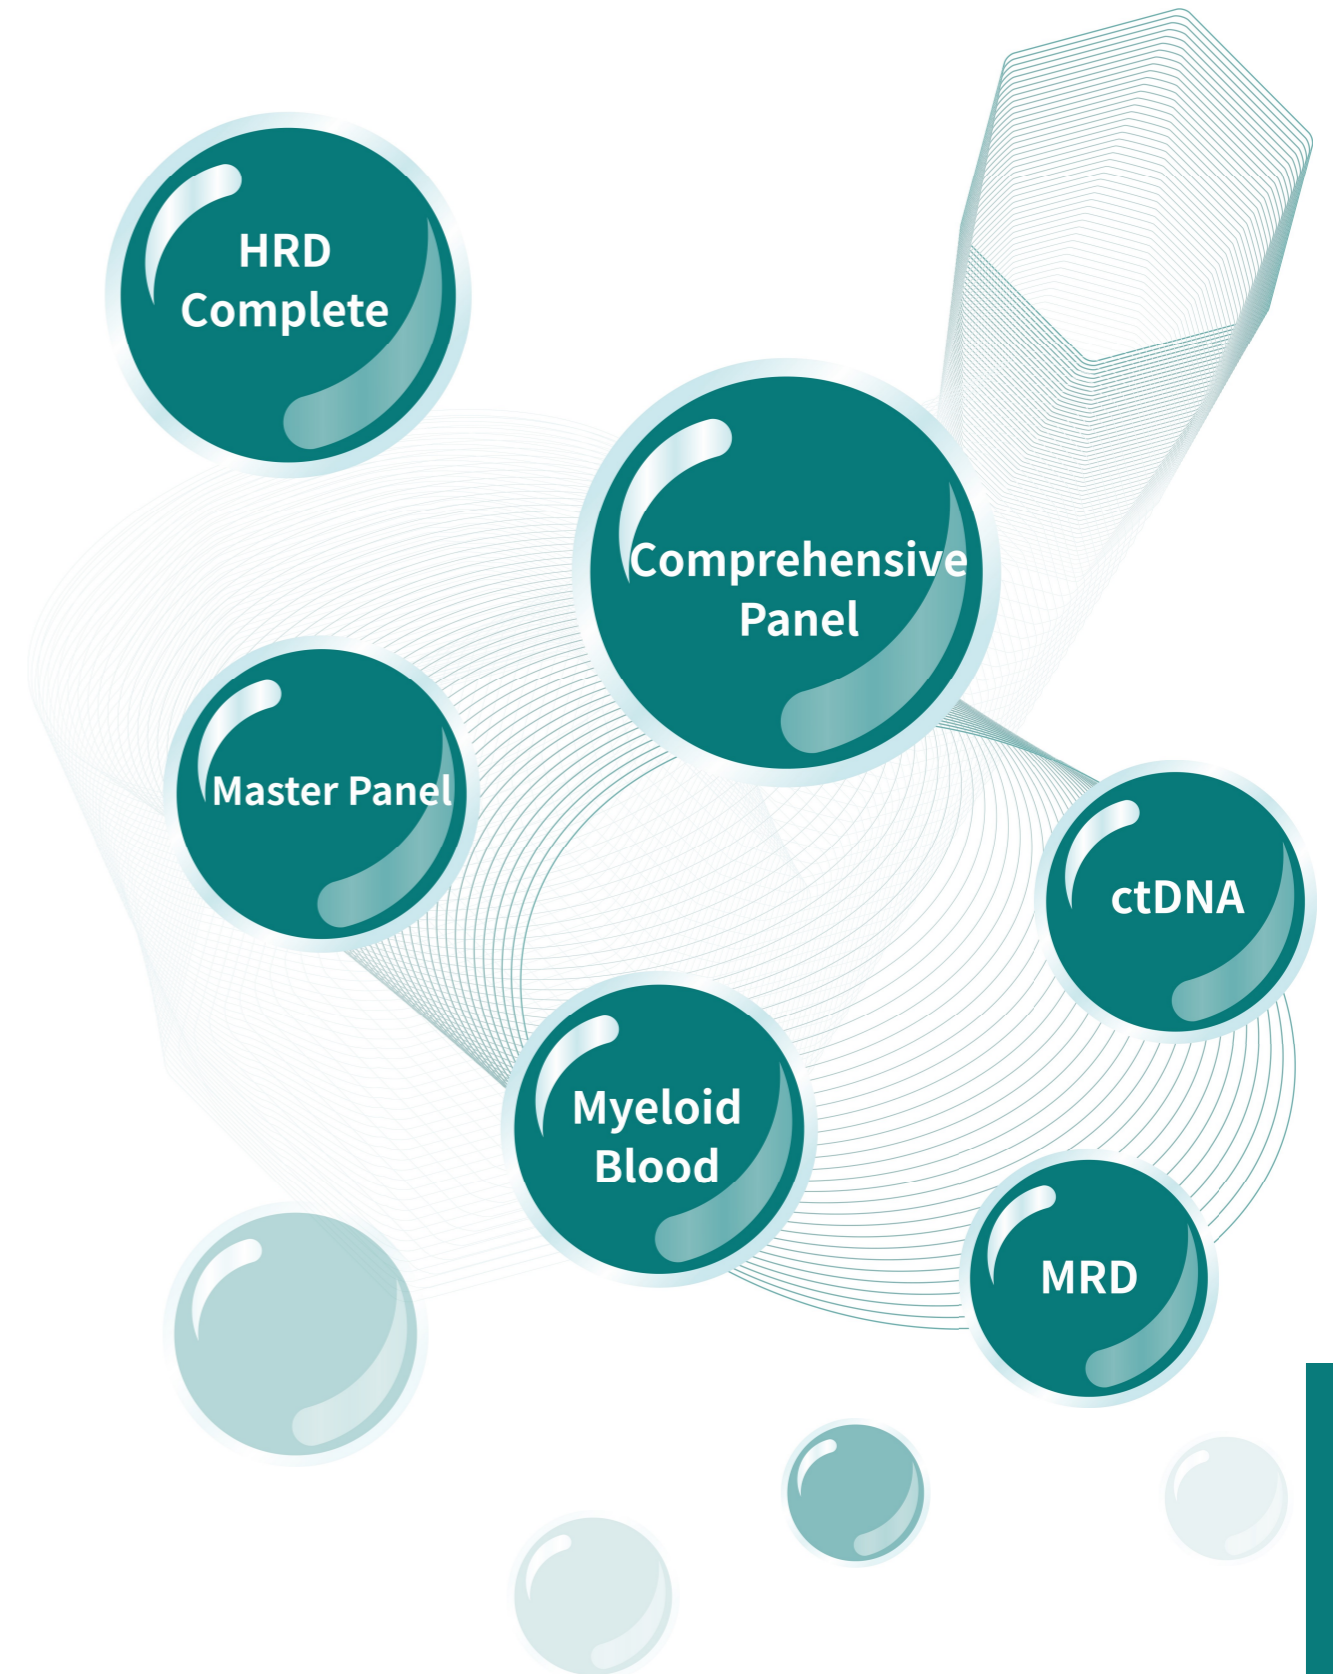 HRD
Complete
Comprehensive
Panel
Master Panel
ctDNA
Myeloid
Blood
MRD